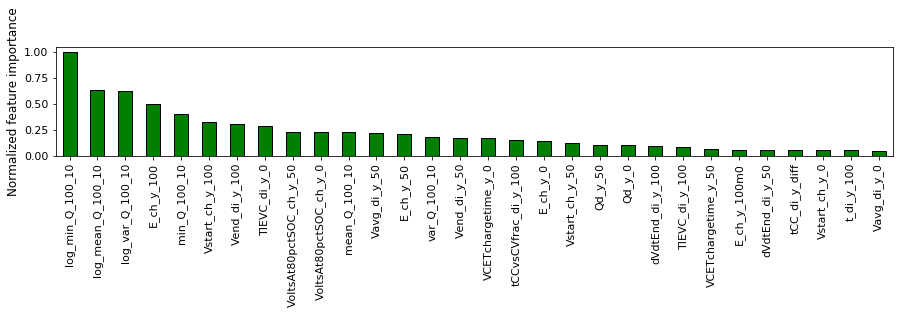 Normalized feature importance
1.00
0.75
0.50
0.25
0.00
log_min_Q_100_10
log_mean_Q_100_10
log_var_Q_100_10
E_ch_y_100
min_Q_100_10
Vstart_ch_y_100
Vend_di_y_100
TIEVC_di_y_0
VoltsAt80pctSOC_ch_y_50
VoltsAt80pctSOC_ch_y_0
mean_Q_100_10
Vavg_di_y_50
E_ch_y_50
var_Q_100_10
Vend_di_y_50
VCETchargetime_y_0
tCCvsCVfrac_di_y_100
E_ch_y_0
Vstart_ch_y_50
Qd_y_50
Qd_y_0
dVdtEnd_di_y_100
TIEVC_di_y_100
VCETchargetime_y_50
E_ch_y_100m0
dVdtEnd_di_y_50
tCC_di_y_diff
Vstart_ch_y_0
t_di_y_100
Vavg_di_y_0